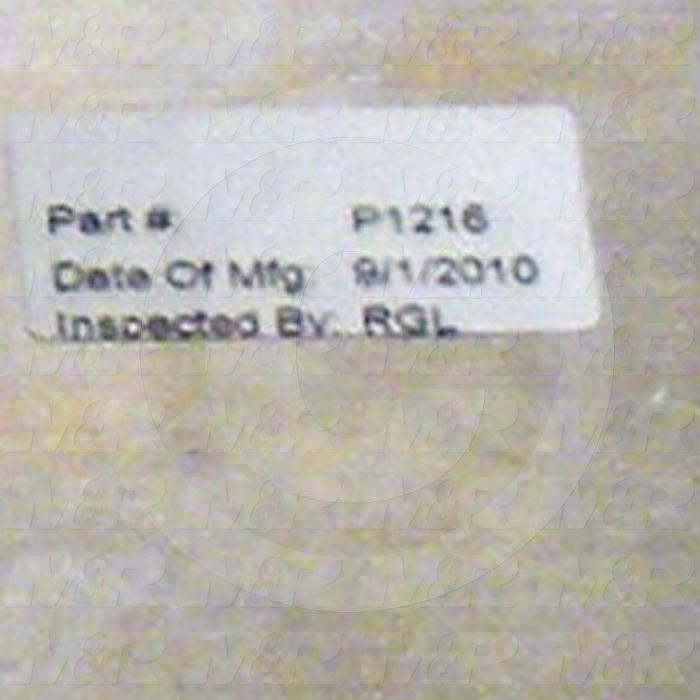 Part # P1216
Date Of Mfg: 9/1/2010
Inspected By: RGL